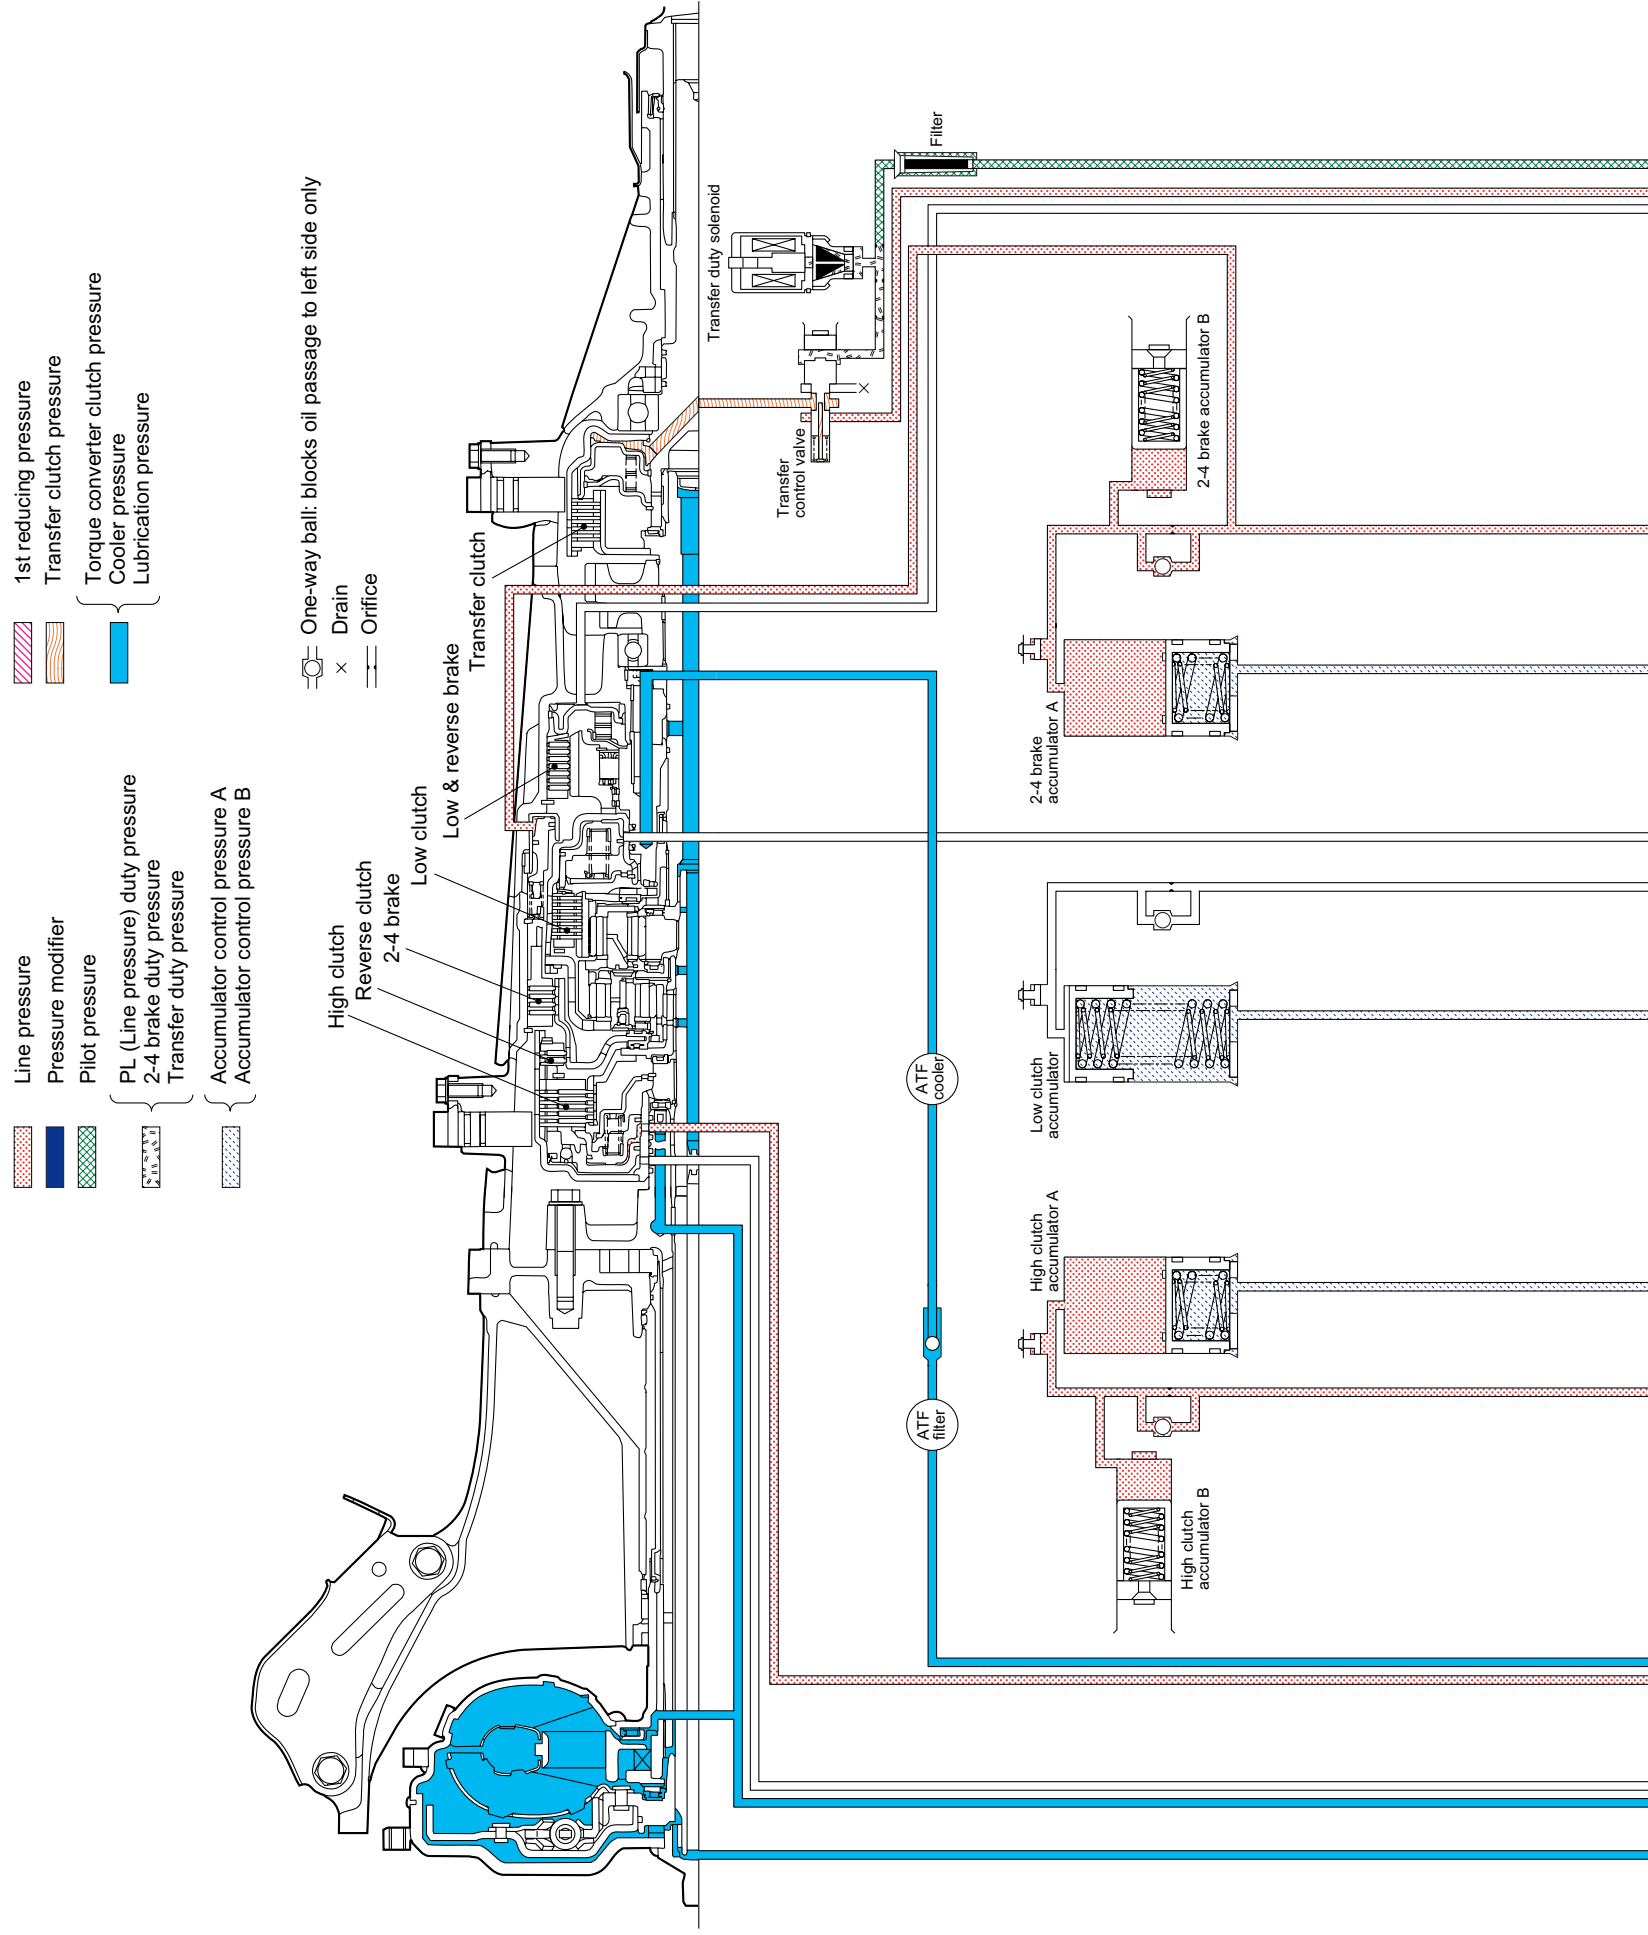 Line pressure
Pressure modifier
Pilot pressure
PL (Line pressure) duty pressure
2-4 brake duty pressure
Transfer duty pressure
Accumulator control pressure A
Accumulator control pressure B
1st reducing pressure
Transfer clutch pressure
Torque converter clutch pressure
Cooler pressure
Lubrication pressure
One-way ball: blocks oil passage to left side only
Drain
Orifice
High clutch
Reverse clutch
2-4 brake
Low clutch
Low & reverse brake
Transfer clutch
Transfer duty solenoid
Filter
Transfer
control valve
ATF
filter
ATF
cooler
High clutch
accumulator B
High clutch
accumulator A
Low clutch
accumulator
2-4 brake
accumulator A
2-4 brake accumulator B